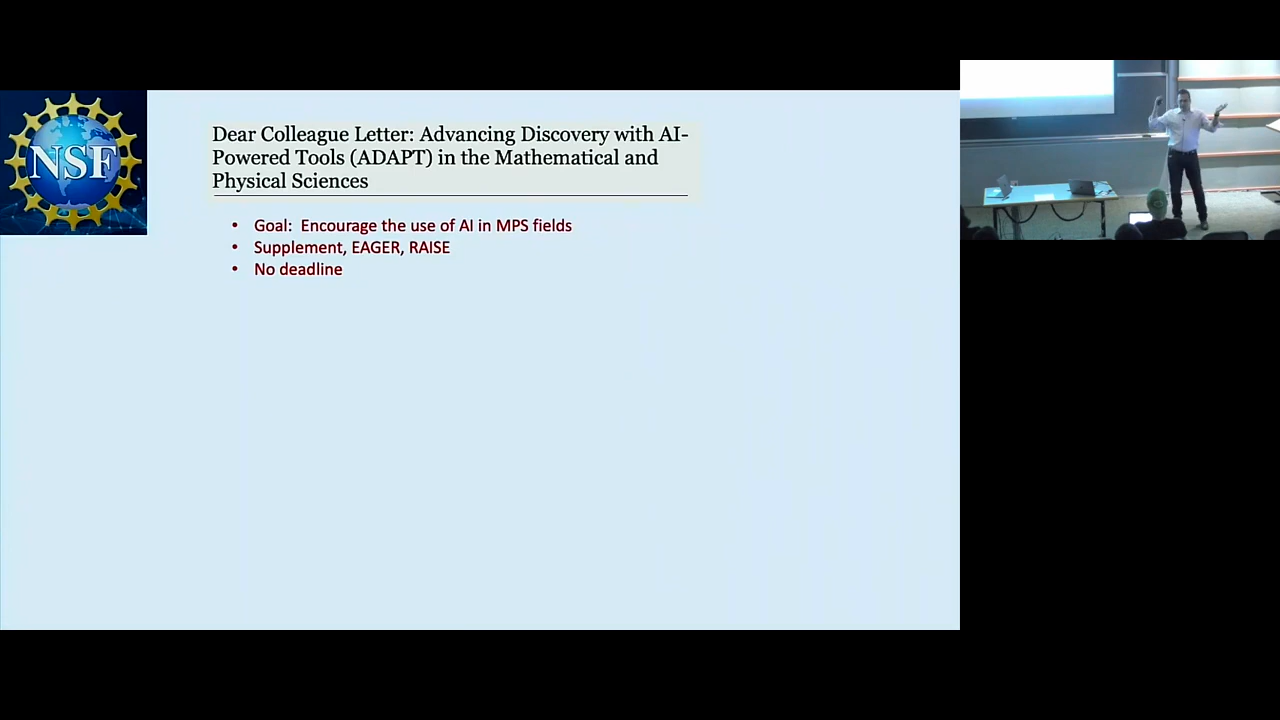 NSF
Dear Colleague Letter: Advancing Discovery with AI-
Powered Tools (ADAPT) in the Mathematical and
Physical Sciences
• Goal: Encourage the use of AI in MPS fields
• Supplement, EAGER, RAISE
• No deadline